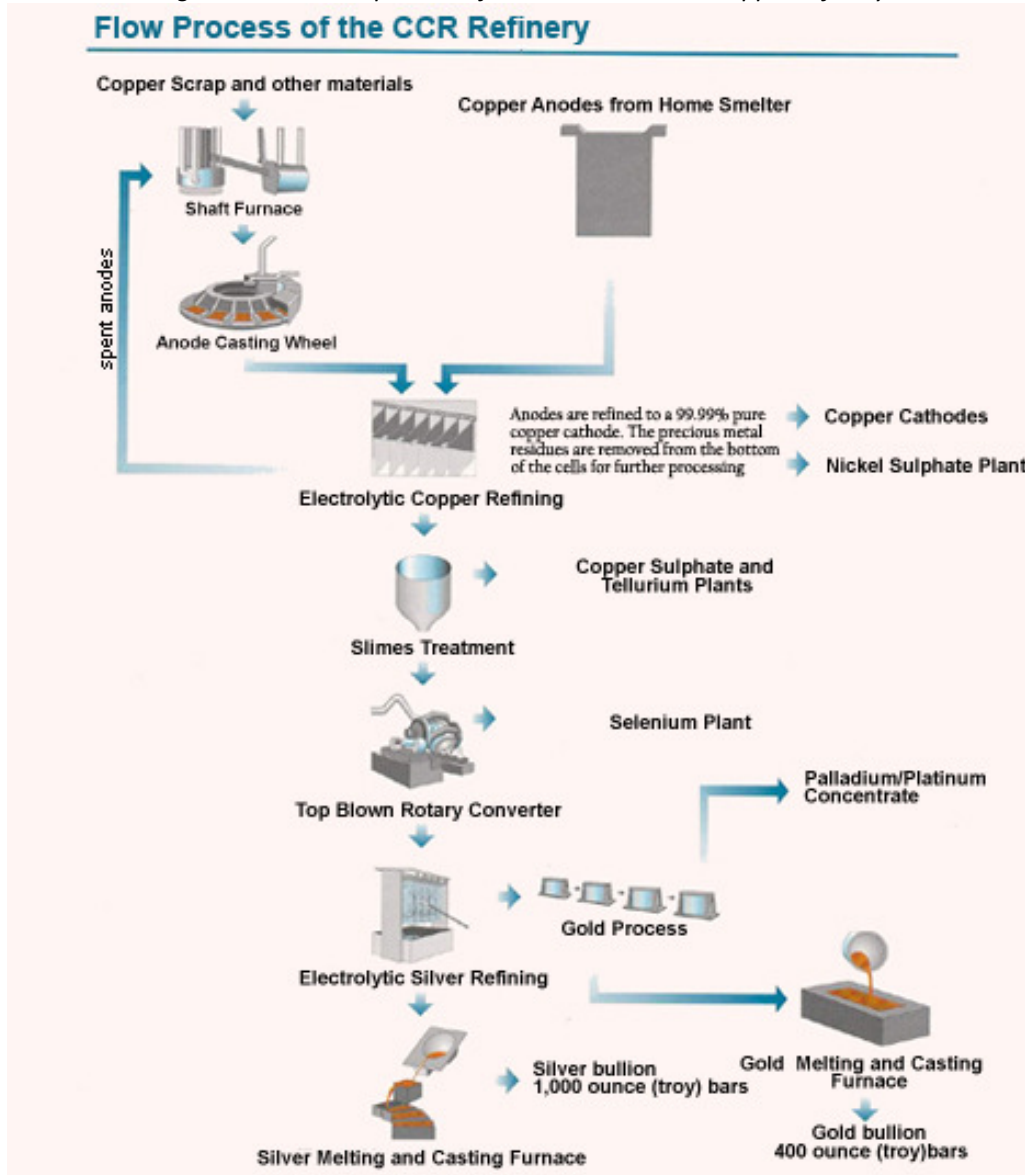 Flow Process of the CCR Refinery
Copper Scrap and other materials
Copper Anodes from Home Smelter
Shaft Furnace
spent anodes
Anode Casting Wheel
Anodes are refined to a 99.99% pure
copper cathode. The precious metal
residues are removed from the bottom
of the cells for further processing
Copper Cathodes
Nickel Sulphate Plant
Electrolytic Copper Refining
Copper Sulphate and
Tellurium Plants
Slimes Treatment
Selenium Plant
Top Blown Rotary Converter
Palladium/Platinum
Concentrate
Gold Process
Electrolytic Silver Refining
Silver bullion
1,000 ounce (troy) bars
Gold Melting and Casting
Furnace
Gold bullion
400 ounce (troy)bars
Silver Melting and Casting Furnace